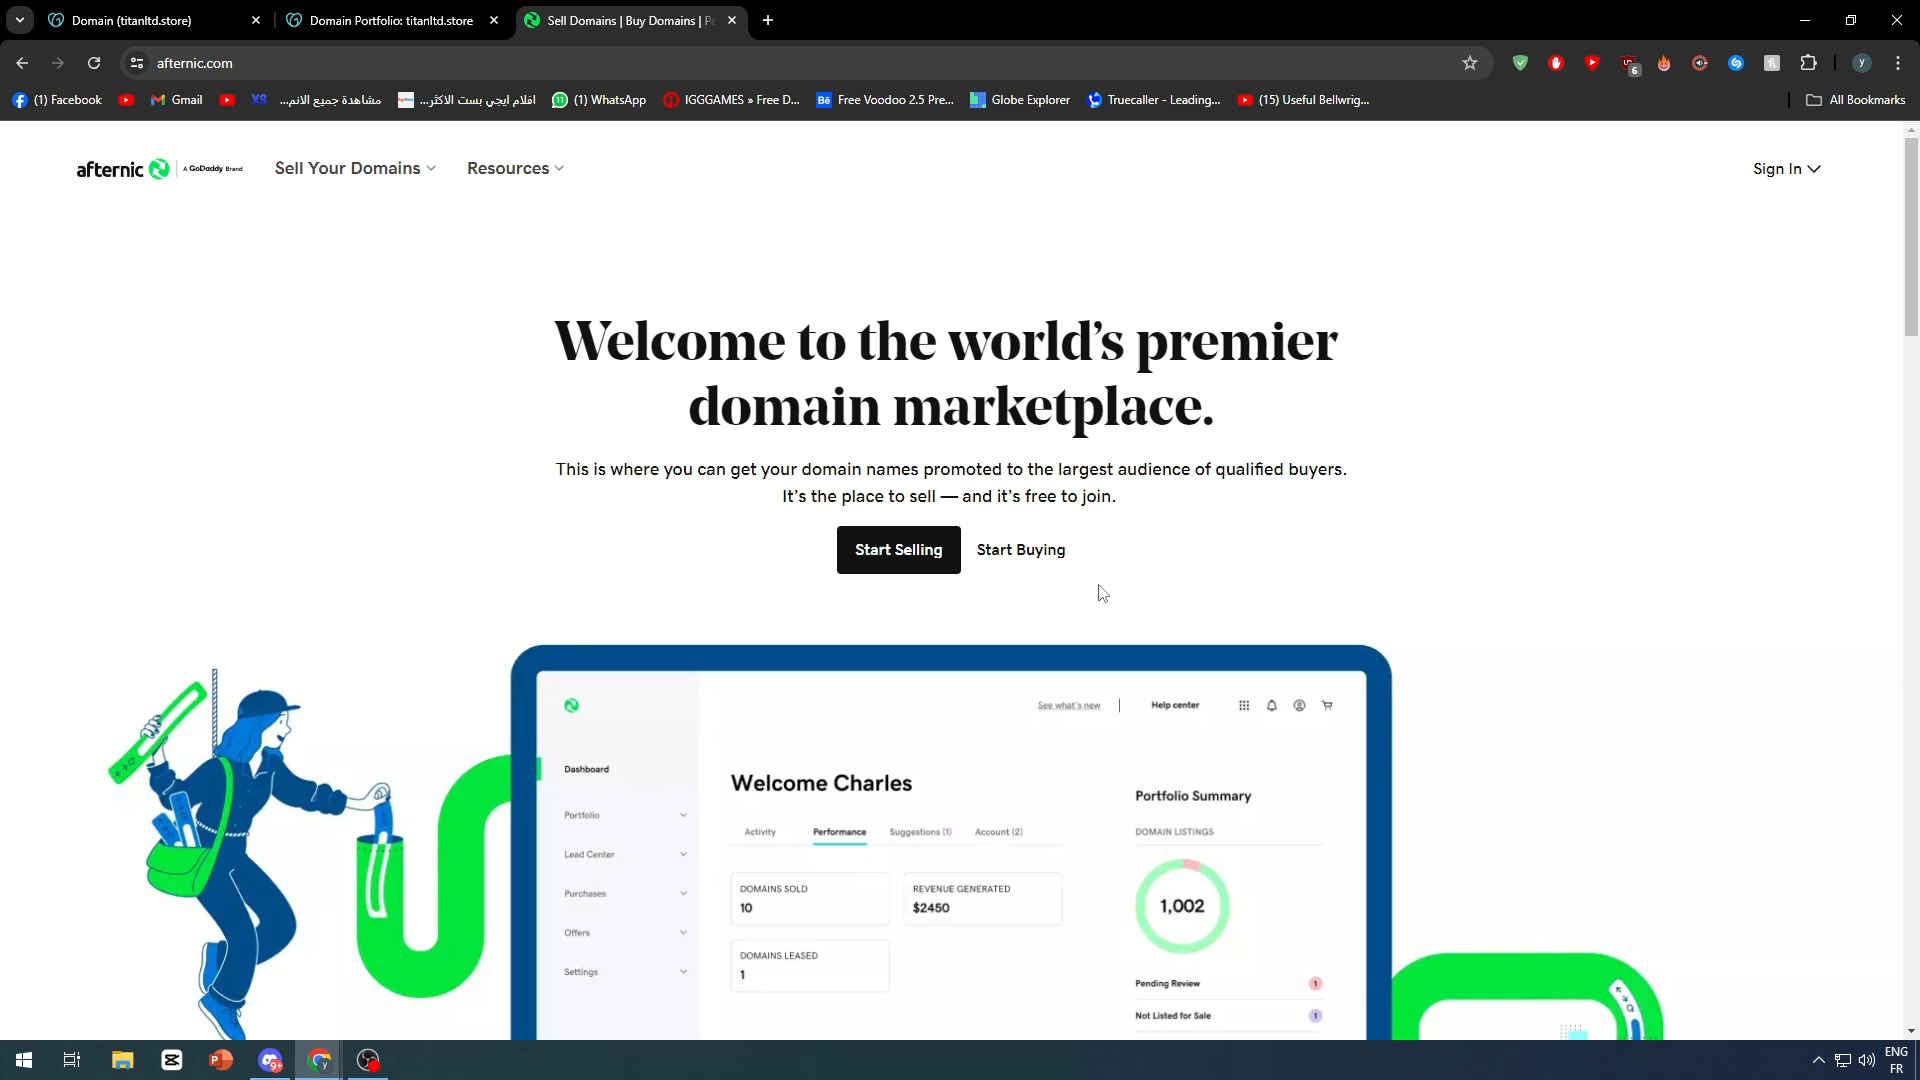 Domain (titanltd.store)
Domain Portfolio: titanltd.store
Sell Domains | Buy Domains | Pa
afternic.com
6
y
(1) Facebook
Gmail
XS
مشاهدة جميع الانم...
افلام ايجي بست الاكثر...
(1) WhatsApp
IGGGAMES » Free D...
Bē
Free Voodoo 2.5 Pre...
Globe Explorer
Truecaller - Leading...
(15) Useful Bellwrig...
All Bookmarks
afternic
A GoDaddy Brand
Sell Your Domains
Resources
Sign In
Welcome to the world's premier
domain marketplace.
This is where you can get your domain names promoted to the largest audience of qualified buyers.
It's the place to sell — and it's free to join.
Start Selling
Start Buying
See what's new
Help center
Dashboard
Portfolio
Lead Center
Purchases
Offers
Settings
Welcome Charles
Activity
Performance
Suggestions (1)
Account (2)
DOMAINS SOLD
10
REVENUE GENERATED
$2450
DOMAINS LEASED
1
Portfolio Summary
DOMAIN LISTINGS
1,002
Pending Review
1
Not Listed for Sale
1
9+
ENG
FR